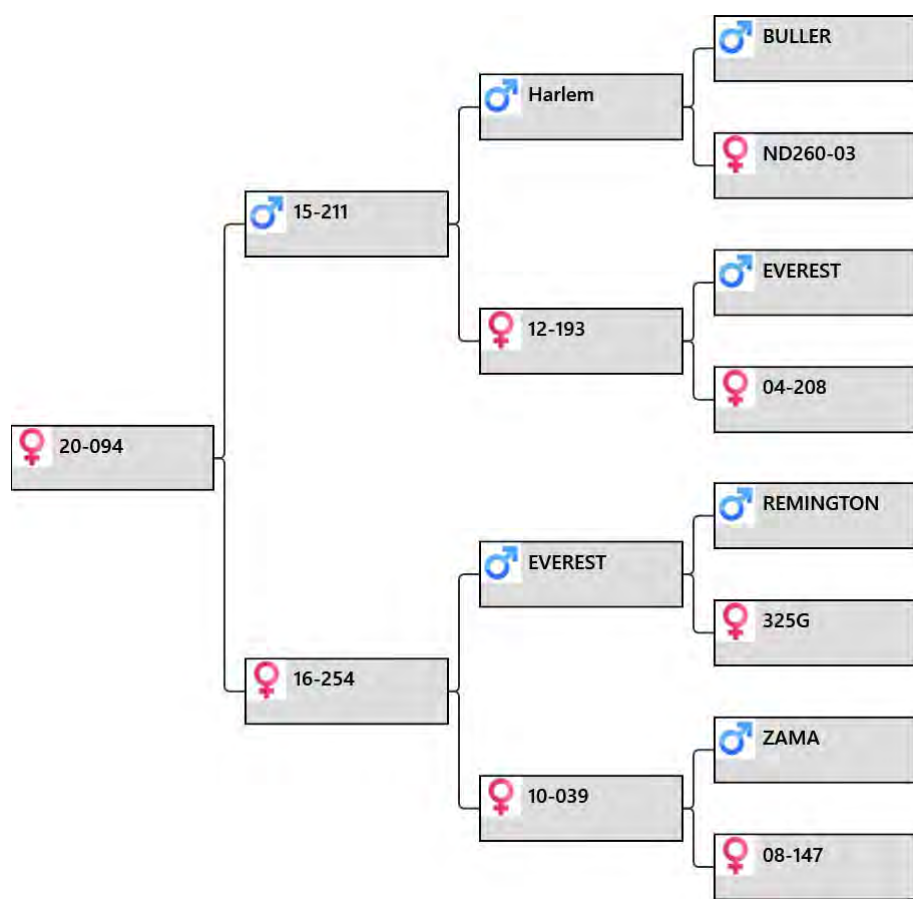 BULLER
Harlem
ND260-03
15-211
EVEREST
12-193
04-208
20-094
REMINGTON
EVEREST
325G
16-254
ZAMA
10-039
08-147